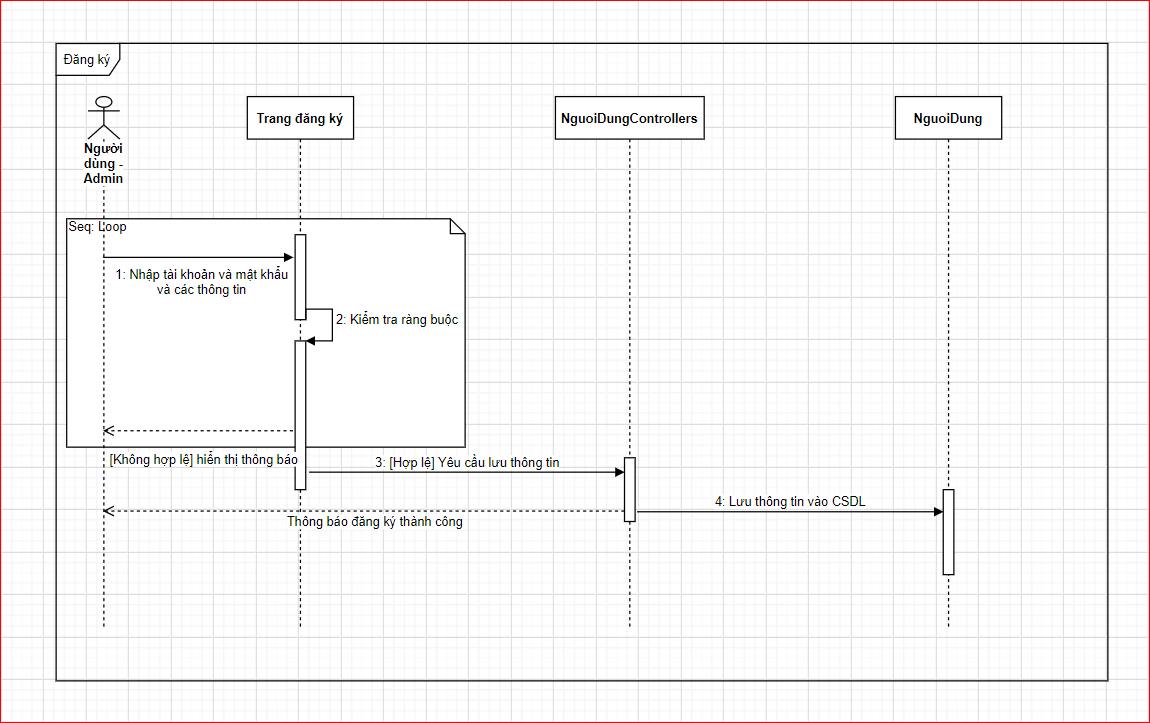 Đăng ký
Người
dùng -
Admin
Trang đăng ký
NguoiDungControllers
NguoiDung
Seq: Loop
1: Nhập tài khoản và mật khẩu
và các thông tin
2: Kiểm tra ràng buộc
[Không hợp lệ] hiển thị thông báo
3: [Hợp lệ] Yêu cầu lưu thông tin
4: Lưu thông tin vào CSDL
Thông báo đăng ký thành công